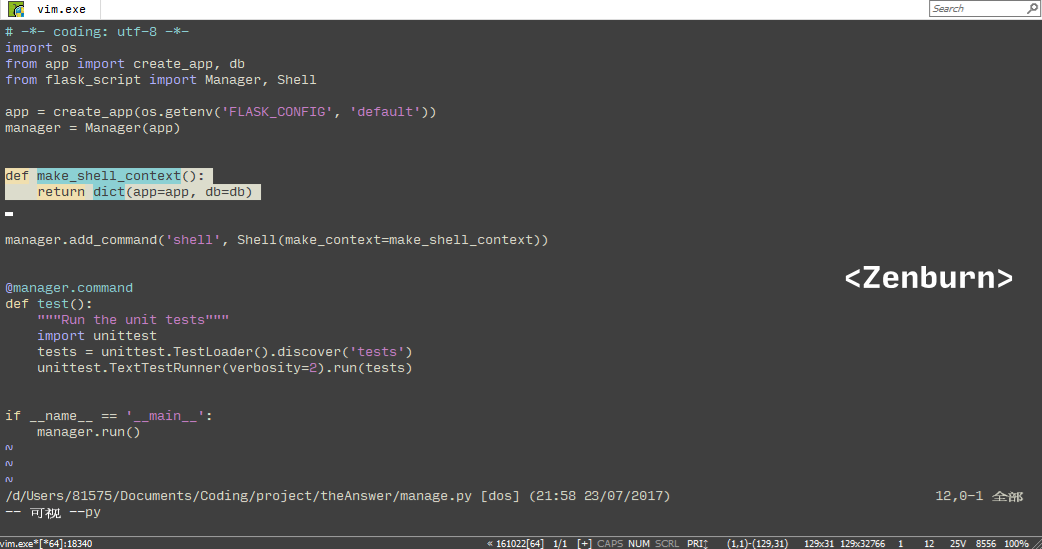 vim.exe
Search
# -*- coding: utf-8 -*-
import os
from app import create_app, db
from flask_script import Manager, Shell
app = create_app(os.getenv('FLASK_CONFIG', 'default'))
manager = Manager(app)
def make_shell_context():
    return dict(app=app, db=db)
manager.add_command('shell', Shell(make_context=make_shell_context))
<Zenburn>
@manager.command
def test():
    """Run the unit tests"""
    import unittest
    tests = unittest.TestLoader().discover('tests')
    unittest.TextTestRunner(verbosity=2).run(tests)
if __name__ == '__main__':
    manager.run()
~
~
~
/d/Users/81575/Documents/Coding/project/theAnswer/manage.py [dos] (21:58 23/07/2017) 12,0-1 全部
-- 可视 --py
vim.exe*[*64]:18340 « 161022[64] 1/1 [+] CAPS NUM SCRL PRI↕ (1,1)-(129,31) 129x31 129x32766 1 12 25V 8556 100%